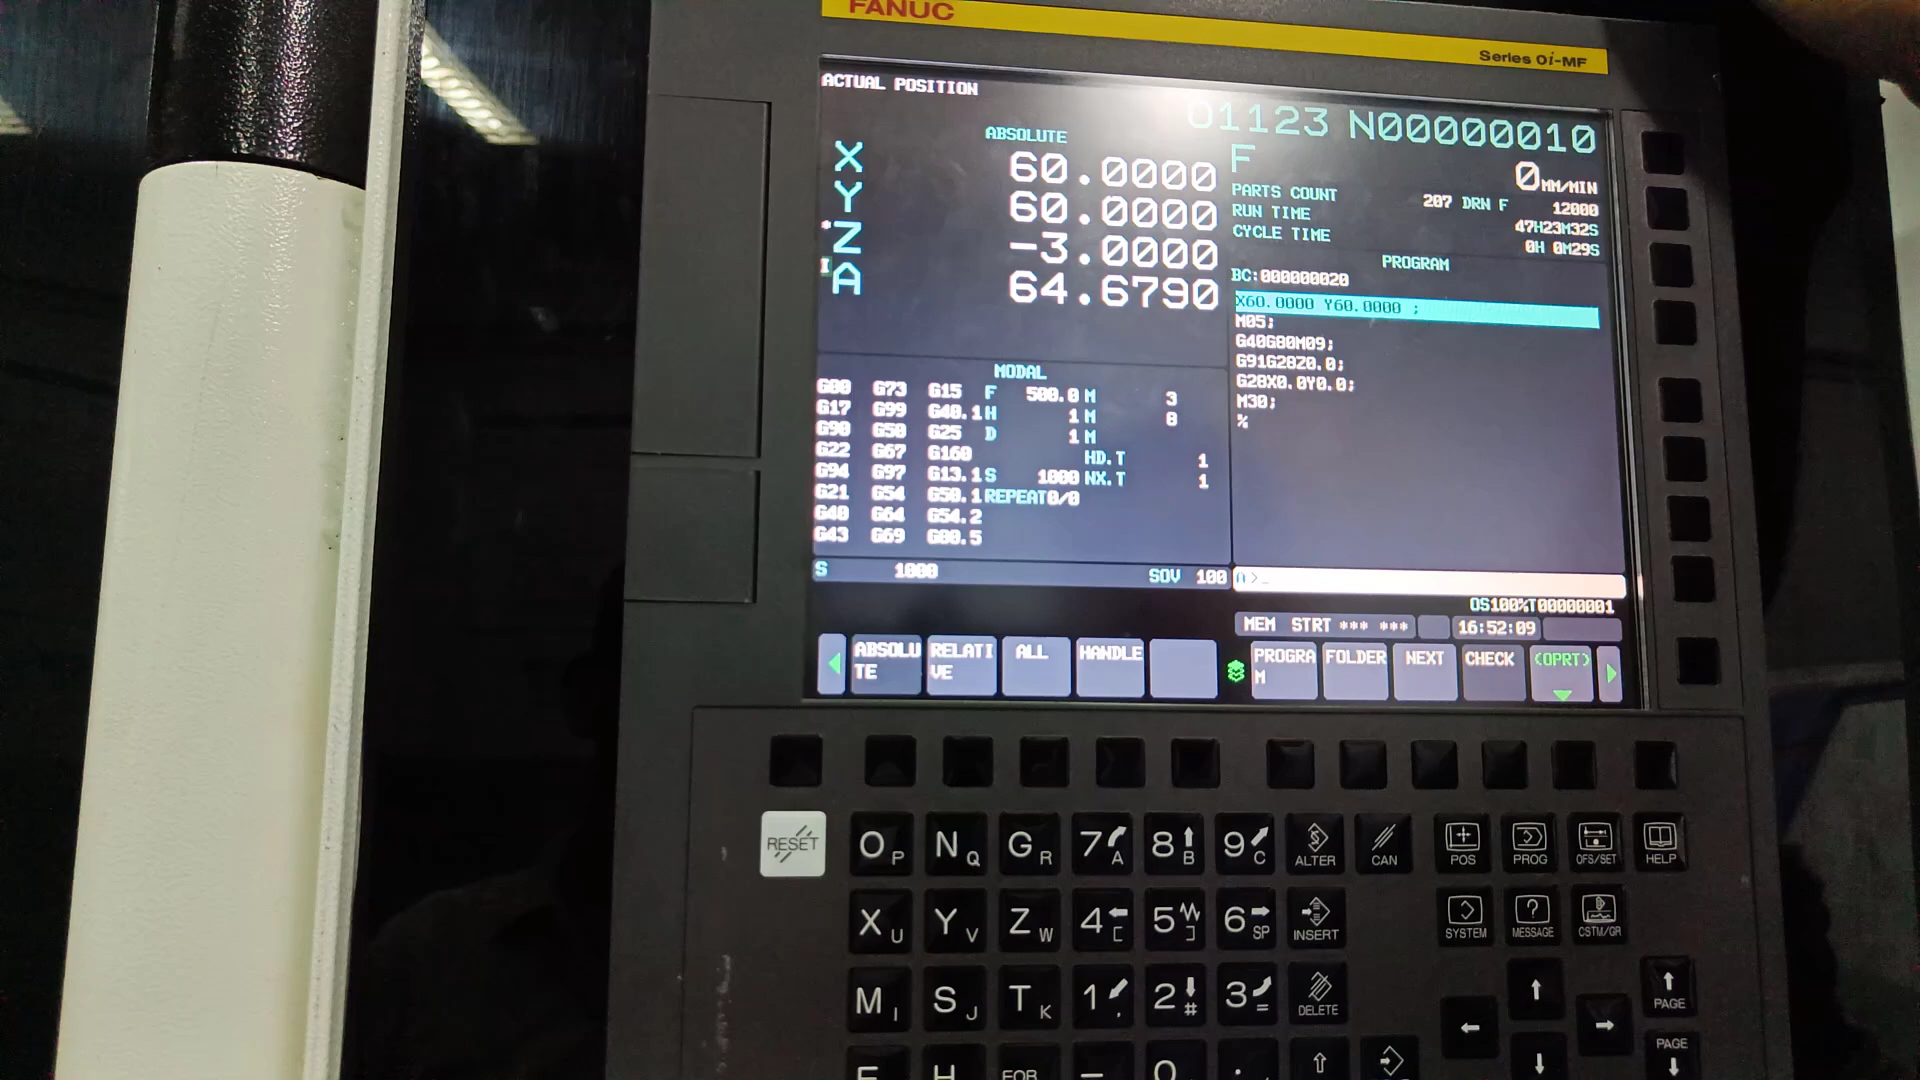 FANUC
Series 0i-MF
ACTUAL POSITION
O1123 N00000010
ABSOLUTE
X 60.0000
Y 60.0000
*Z -3.0000
I A 64.6790
F 0 MM/MIN
PARTS COUNT 207 DRN F 12000
RUN TIME 47H23M32S
CYCLE TIME 0H 0M29S
PROGRAM
BC:000000020
X60.0000 Y60.0000 ;
M05;
G40G80M09;
G91G28Z0.0;
G28X0.0Y0.0;
M30;
%
MODAL
G00 G73 G15 F 500.0 M 3
G17 G99 G40.1 H 1 M 8
G90 G50 G25 D 1 M
G22 G67 G160 HD.T 1
G94 G97 G13.1 S 1000 NX.T 1
G21 G54 G50.1 REPEAT 0/0
G40 G64 G54.2
G43 G69 G80.5
S 1000 SOV 100
A>_
OS100%T00000001
MEM STRT *** *** 16:52:09
ABSOLUTE RELATIVE ALL HANDLE
PROGRAM FOLDER NEXT CHECK (OPRT)
RESET
O P N Q G R 7 A 8 B 9 C ALTER CAN POS PROG OFS/SET HELP
X U Y V Z W 4 [ 5 ] 6 SP INSERT SYSTEM MESSAGE CSTM/GR
M I S J T K 1 , 2 # 3 = DELETE PAGE
F H EOB - 0 . PAGE